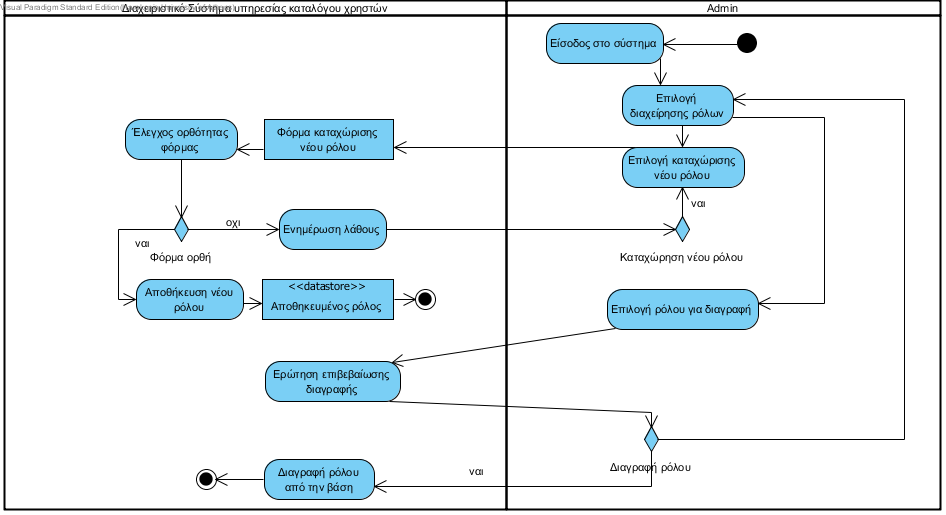 Διαχειριστικό Σύστημα υπηρεσίας καταλόγου χρηστών
Admin
Visual Paradigm Standard Edition
Είσοδος στο σύστημα
Επιλογή
διαχείρησης ρόλων
Έλεγχος ορθότητας
φόρμας
Φόρμα καταχώρισης
νέου ρόλου
Επιλογή καταχώρισης
νέου ρόλου
ναι
οχι
Ενημέρωση λάθους
ναι
Φόρμα ορθή
Καταχώρηση νέου ρόλου
Αποθήκευση νέου
ρόλου
<<datastore>>
Αποθηκευμένος ρόλος
Επιλογή ρόλου για διαγραφή
Ερώτηση επιβεβαίωσης
διαγραφής
Διαγραφή ρόλου
ναι
Διαγραφή ρόλου
από την βάση